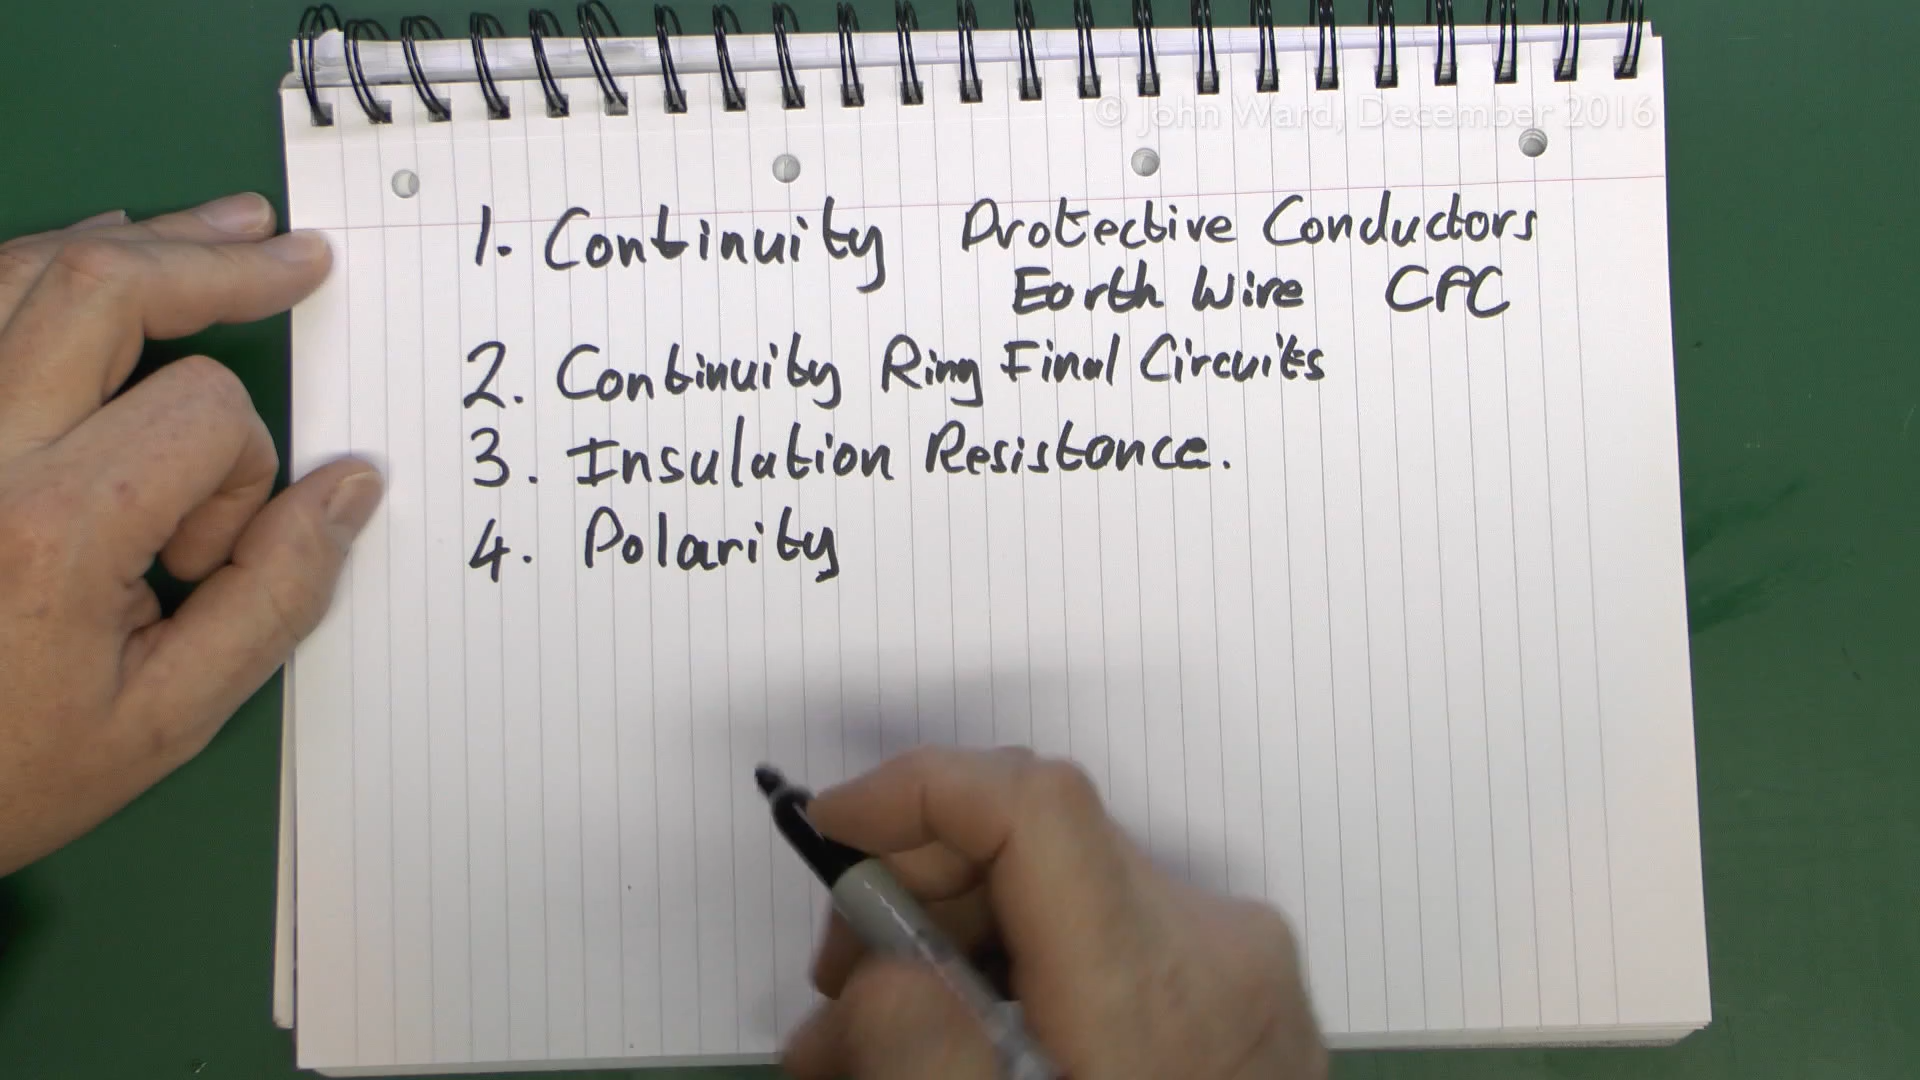 © John Ward, December 2016
1. Continuity Protective Conductors
Earth Wire CPC
2. Continuity Ring Final Circuits
3. Insulation Resistance.
4. Polarity